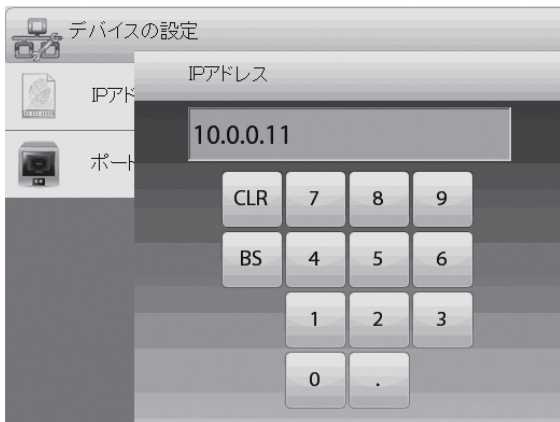 デバイスの設定
IPアドレス
IPアド
10.0.0.11
ポート
CLR 7 8 9
BS 4 5 6
1 2 3
0 .